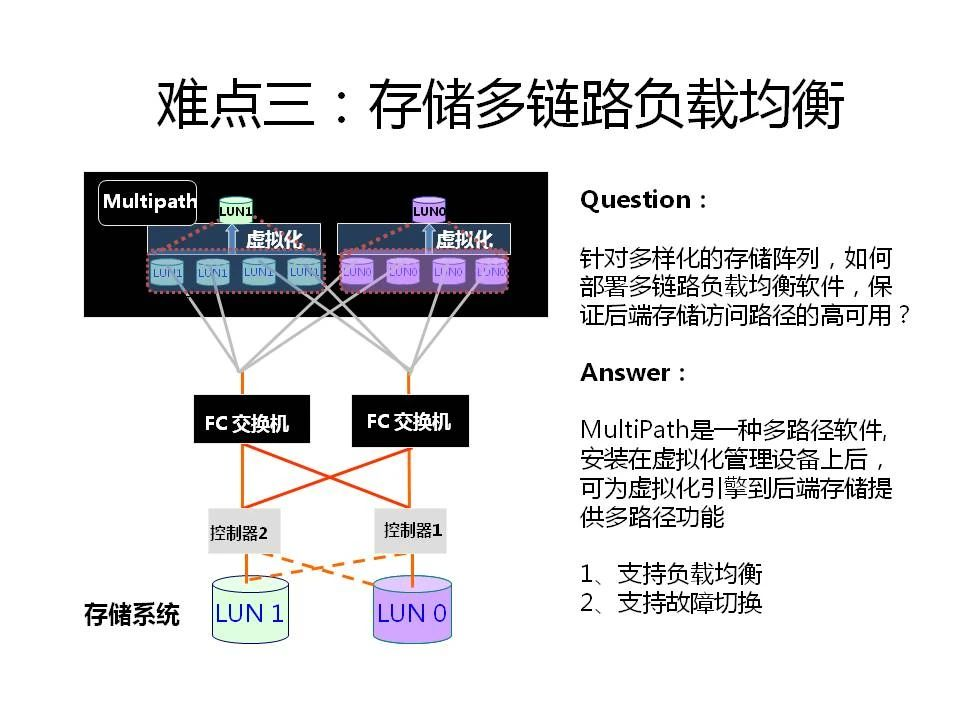 难点三：存储多链路负载均衡
Multipath
LUN1
LUN0
虚拟化
虚拟化
LUN1 LUN1 LUN1 LUN1
LUN0 LUN0 LUN0 LUN0
FC 交换机
FC 交换机
控制器2
控制器1
存储系统
LUN 1
LUN 0
Question：
针对多样化的存储阵列，如何
部署多链路负载均衡软件，保
证后端存储访问路径的高可用？
Answer：
MultiPath是一种多路径软件,
安装在虚拟化管理设备上后，
可为虚拟化引擎到后端存储提
供多路径功能
1、支持负载均衡
2、支持故障切换